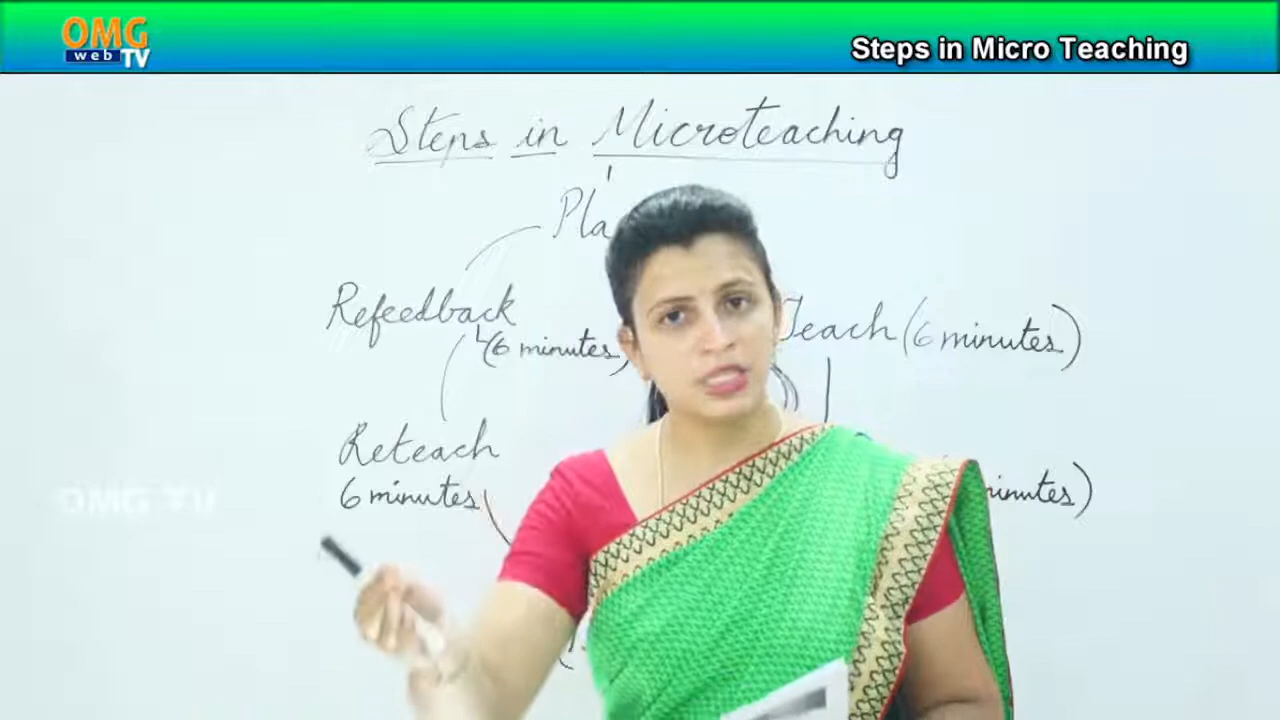 OMG
web TV
Steps in Micro Teaching
Steps in Microteaching
Pla
Refeedback
(6 minutes)
Teach (6 minutes)
Reteach
6 minutes
minutes)
OMG TV